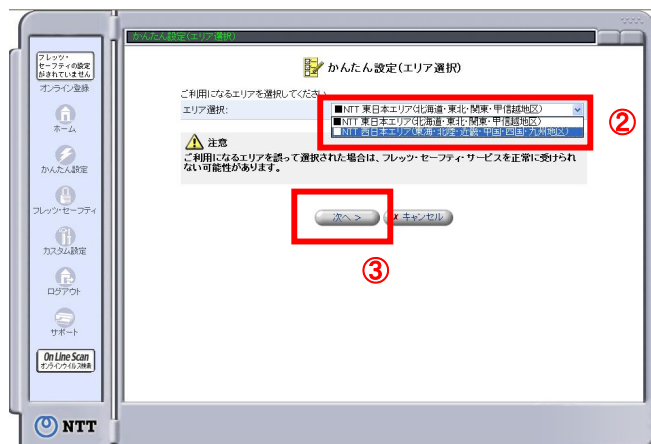 かんたん設定(エリア選択)
フレッツ・
セーフティの設定
がされていません
オンライン登録
ホーム
かんたん設定
フレッツ・セーフティ
カスタム設定
ログアウト
サポート
On Line Scan
オンラインウイルス検索
NTT
かんたん設定(エリア選択)
ご利用になるエリアを選択してください
エリア選択:
■NTT 東日本エリア(北海道・東北・関東・甲信越地区)
■NTT 東日本エリア(北海道・東北・関東・甲信越地区)
■NTT 西日本エリア(東海・北陸・近畿・中国・四国・九州地区)
②
注意
ご利用になるエリアを誤って選択された場合は、フレッツ・セーフティ・サービスを正常に受けられ
ない可能性があります。
次へ >
✗ キャンセル
③